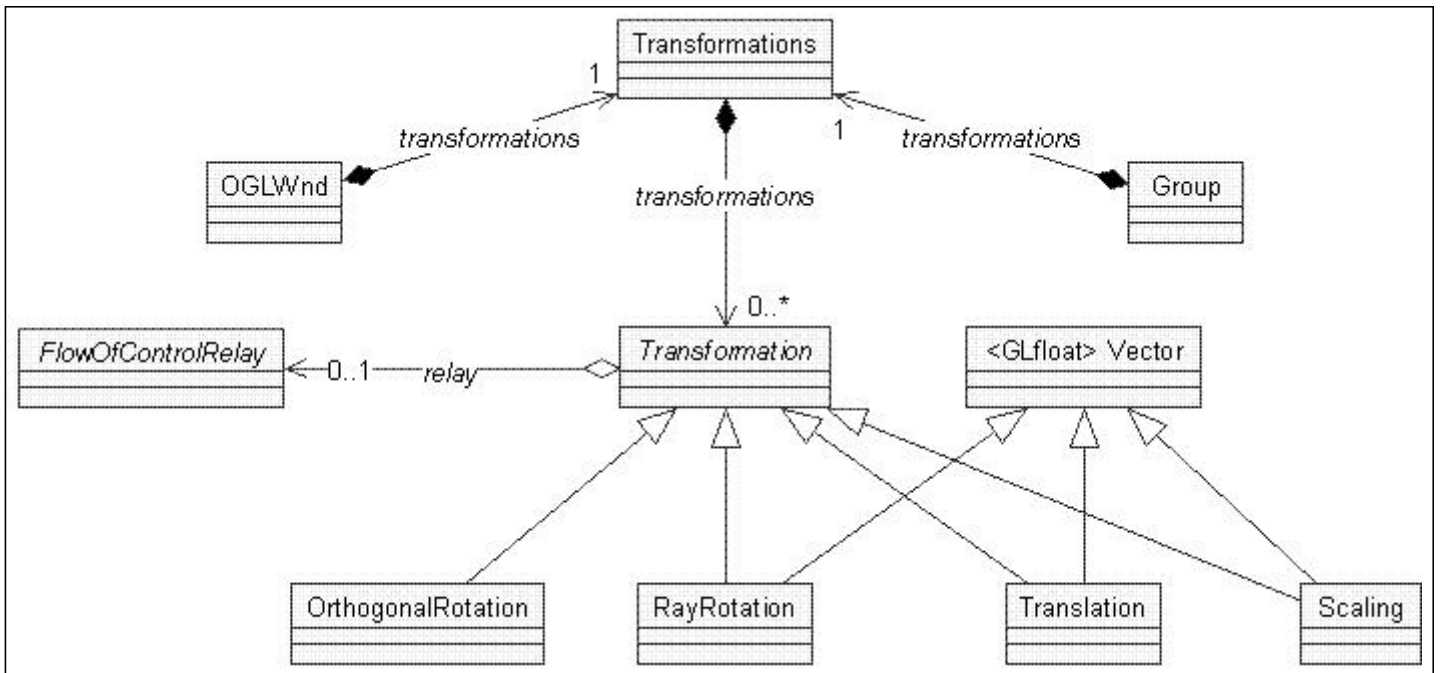 Transformations
1
transformations
1
transformations
OGLWnd
Group
transformations
0..*
FlowOfControlRelay
0..1
relay
Transformation
<GLfloat> Vector
OrthogonalRotation
RayRotation
Translation
Scaling